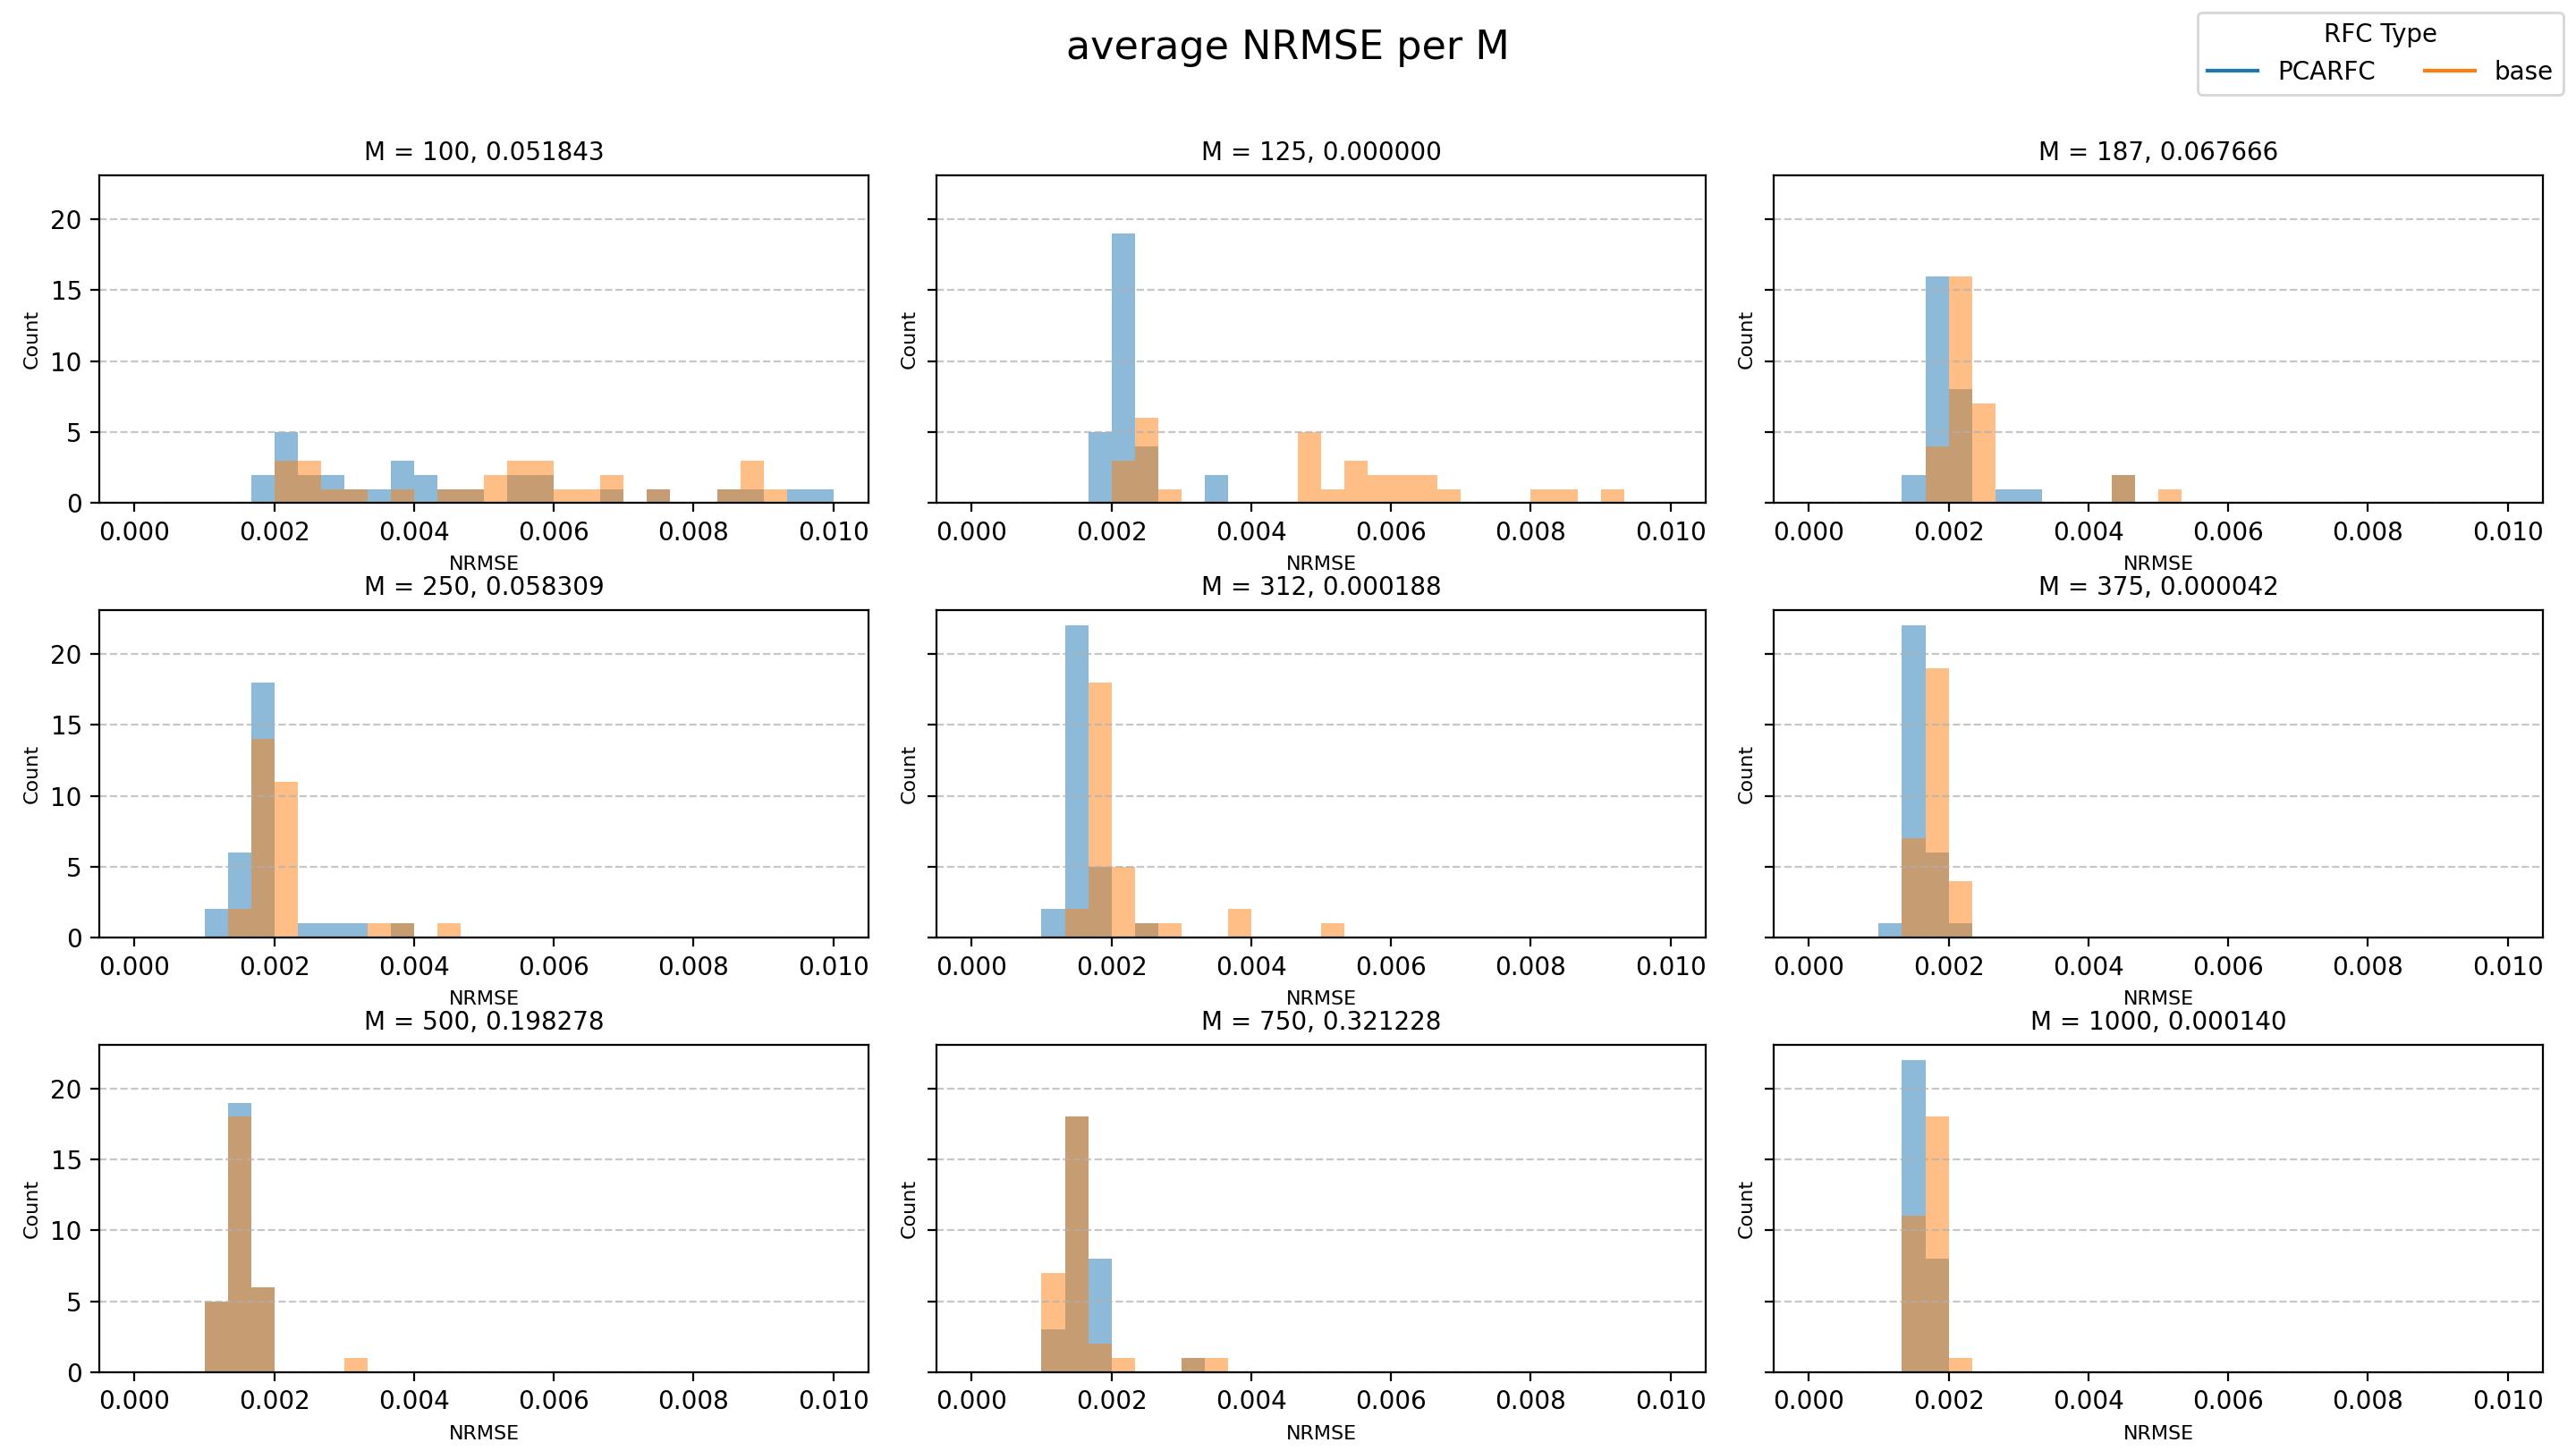 average NRMSE per M
RFC Type
PCARFC base
M = 100, 0.051843
M = 125, 0.000000
M = 187, 0.067666
Count
20
15
10
5
0
0.000 0.002 0.004 0.006 0.008 0.010
NRMSE
Count
0.000 0.002 0.004 0.006 0.008 0.010
NRMSE
Count
0.000 0.002 0.004 0.006 0.008 0.010
NRMSE
M = 250, 0.058309
M = 312, 0.000188
M = 375, 0.000042
Count
20
15
10
5
0
0.000 0.002 0.004 0.006 0.008 0.010
NRMSE
Count
0.000 0.002 0.004 0.006 0.008 0.010
NRMSE
Count
0.000 0.002 0.004 0.006 0.008 0.010
NRMSE
M = 500, 0.198278
M = 750, 0.321228
M = 1000, 0.000140
Count
20
15
10
5
0
0.000 0.002 0.004 0.006 0.008 0.010
NRMSE
Count
0.000 0.002 0.004 0.006 0.008 0.010
NRMSE
Count
0.000 0.002 0.004 0.006 0.008 0.010
NRMSE